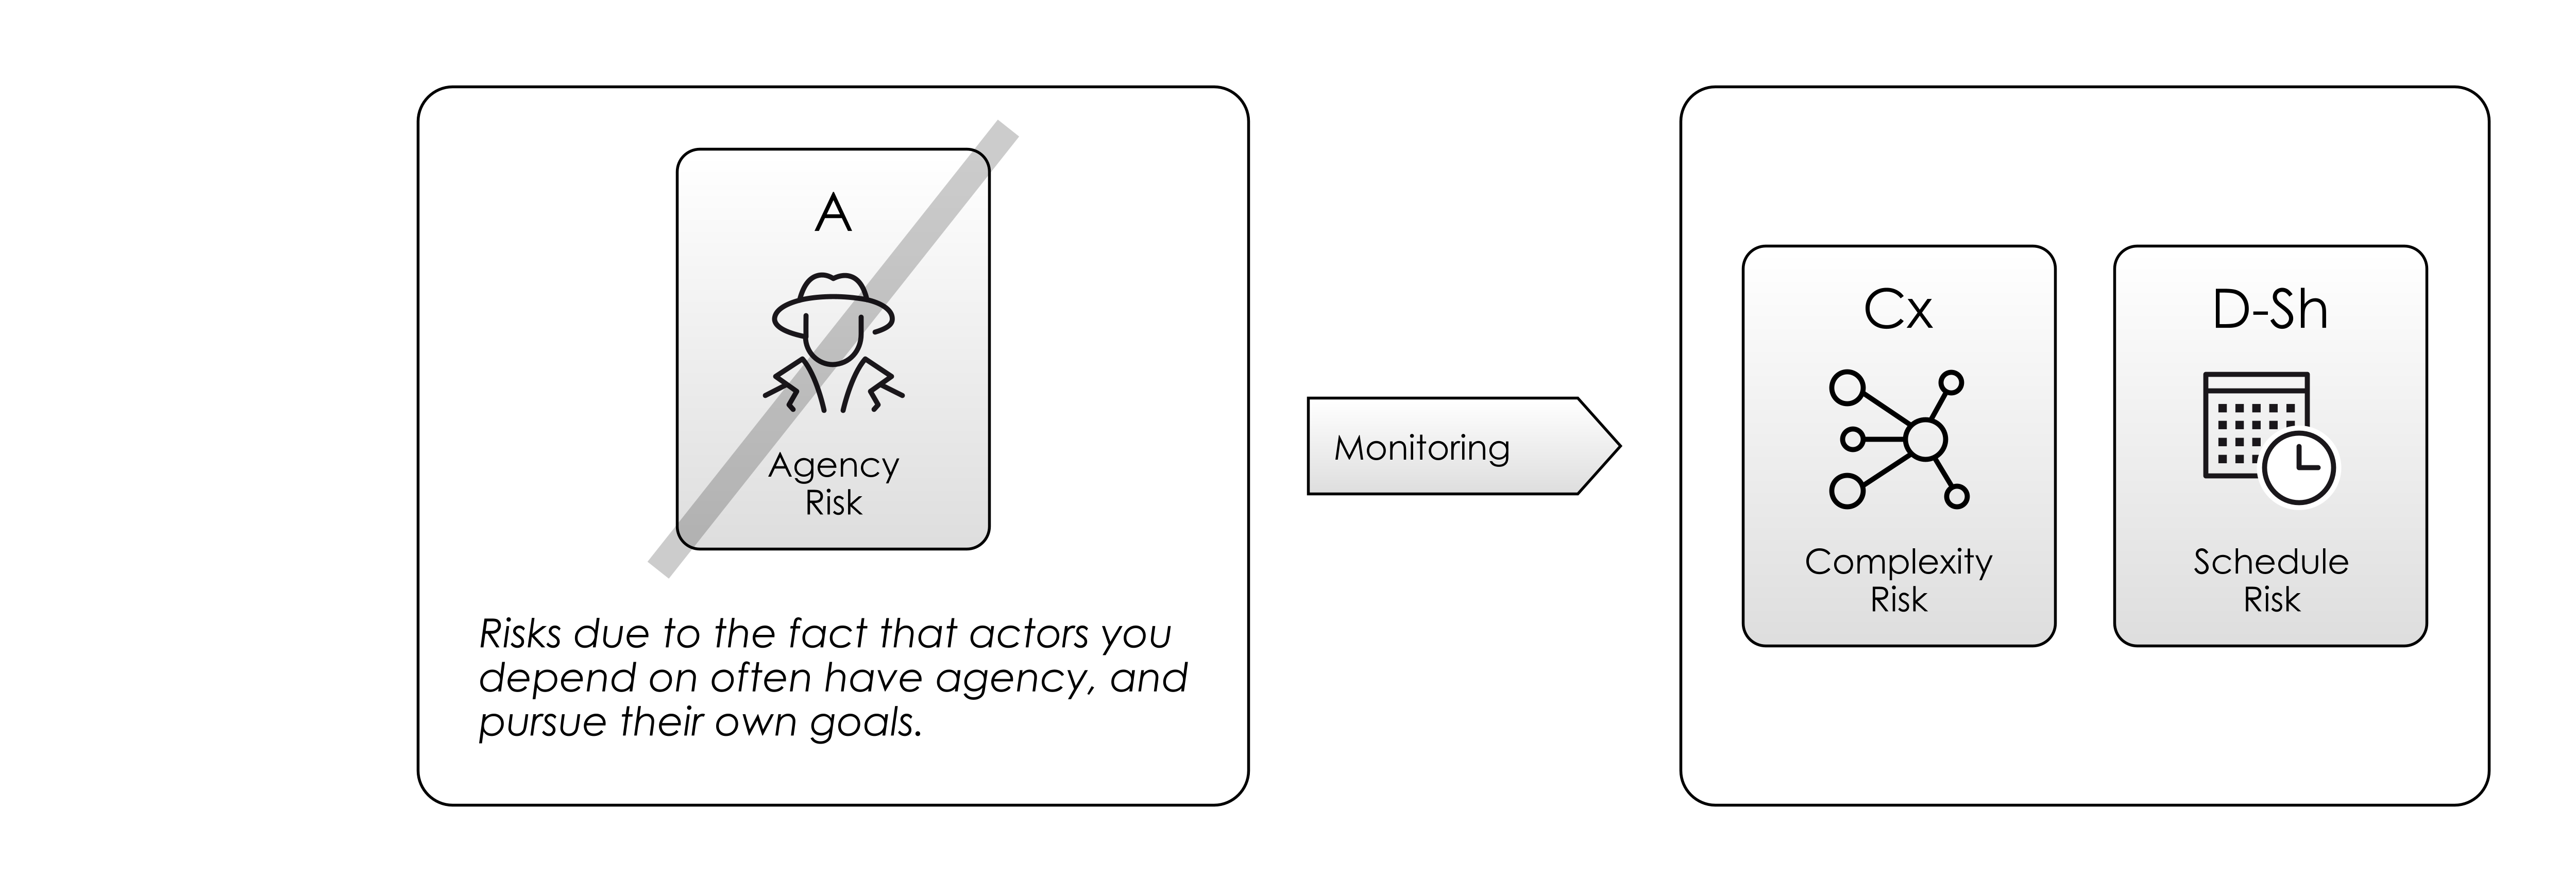 A
Agency
Risk
Risks due to the fact that actors you
depend on often have agency, and
pursue their own goals.
Monitoring
Cx
Complexity
Risk
D-Sh
Schedule
Risk